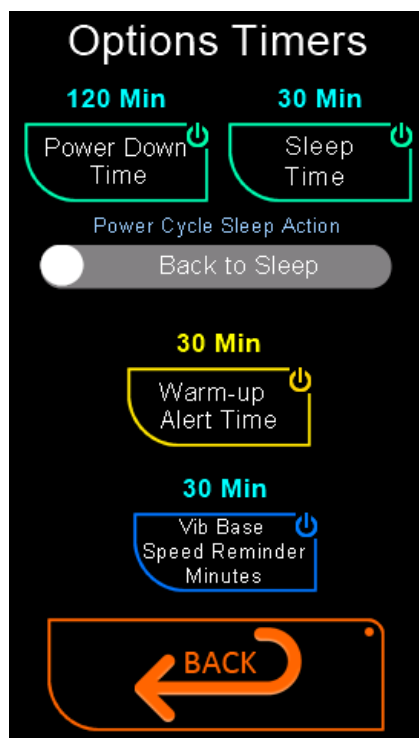 Options Timers
120 Min
30 Min
Power Down
Time
Sleep
Time
Power Cycle Sleep Action
Back to Sleep
30 Min
Warm-up
Alert Time
30 Min
Vib Base
Speed Reminder
Minutes
BACK